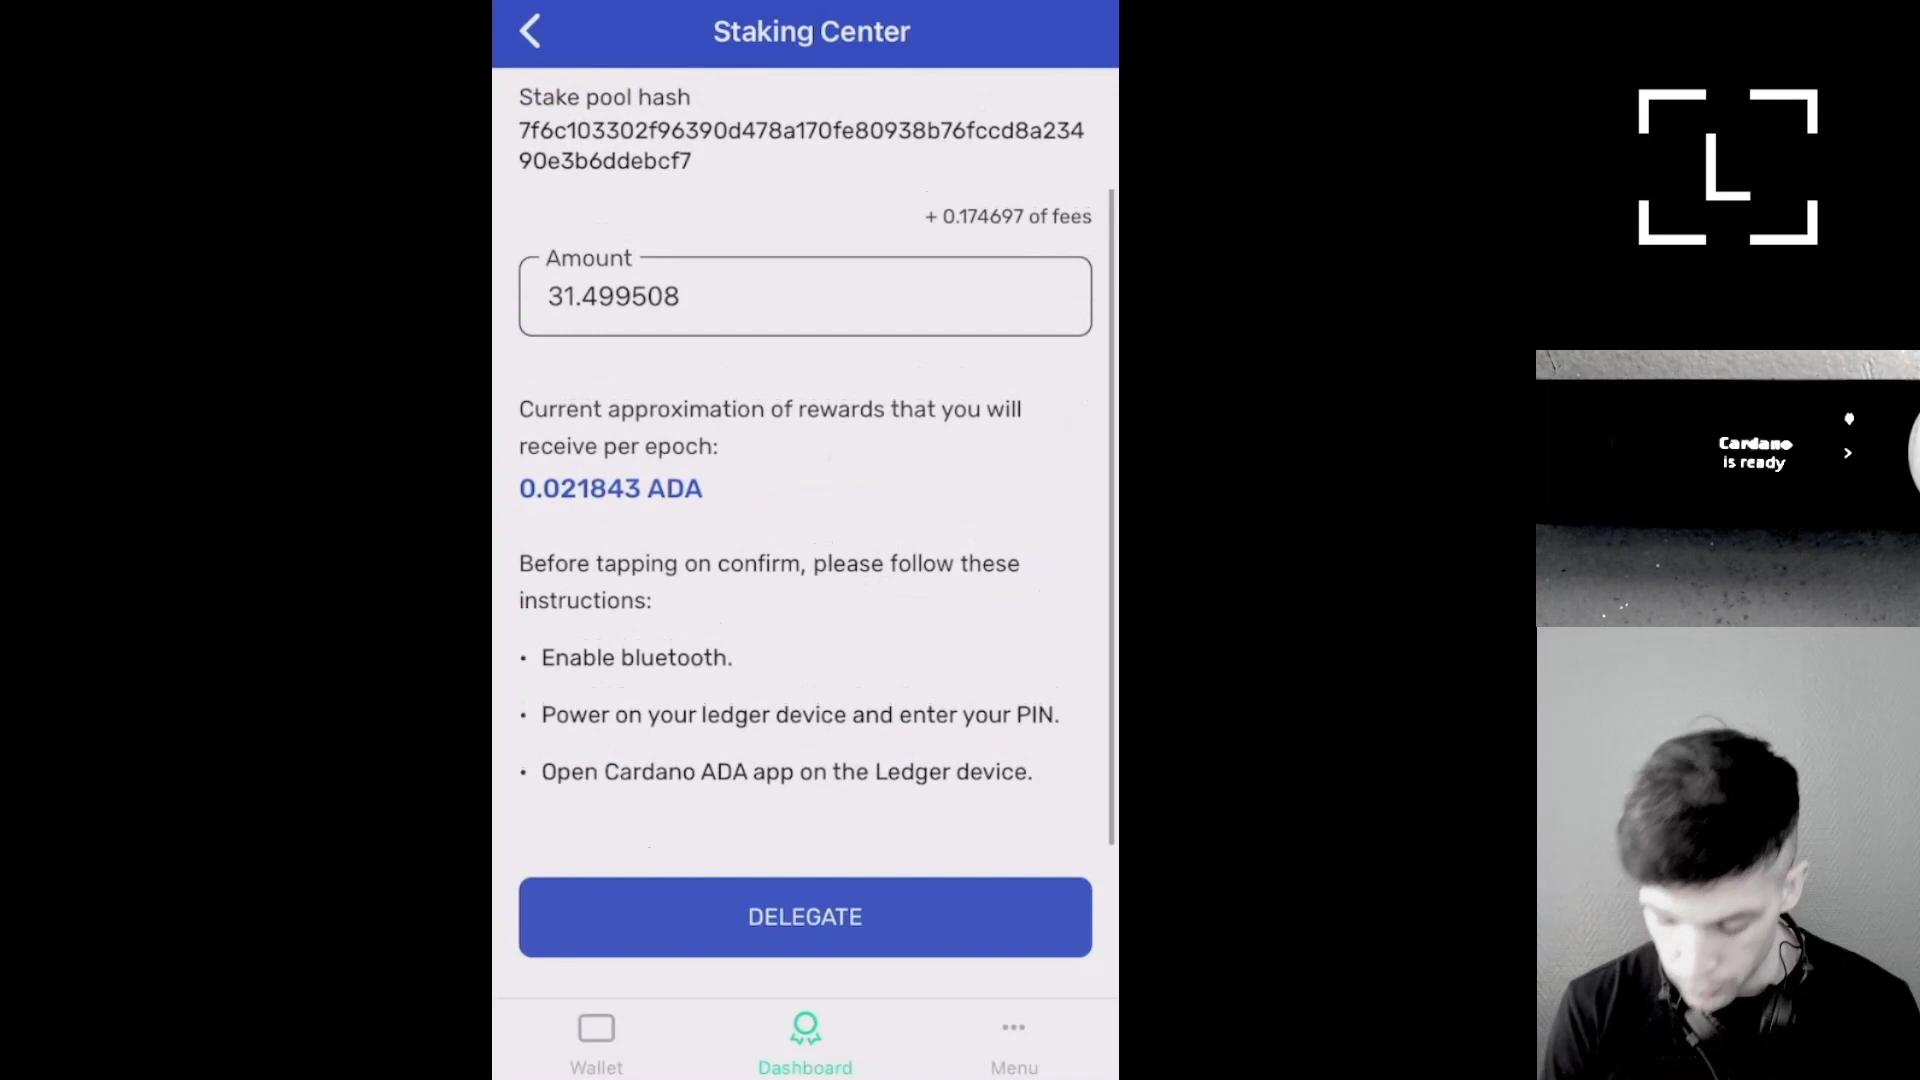 Staking Center
Stake pool hash
7f6c103302f96390d478a170fe80938b76fccd8a234
90e3b6ddebcf7
+ 0.174697 of fees
Amount
31.499508
Current approximation of rewards that you will
receive per epoch:
0.021843 ADA
Before tapping on confirm, please follow these
instructions:
• Enable bluetooth.
• Power on your ledger device and enter your PIN.
• Open Cardano ADA app on the Ledger device.
DELEGATE
Wallet
Dashboard
Menu
L
Cardano
is ready